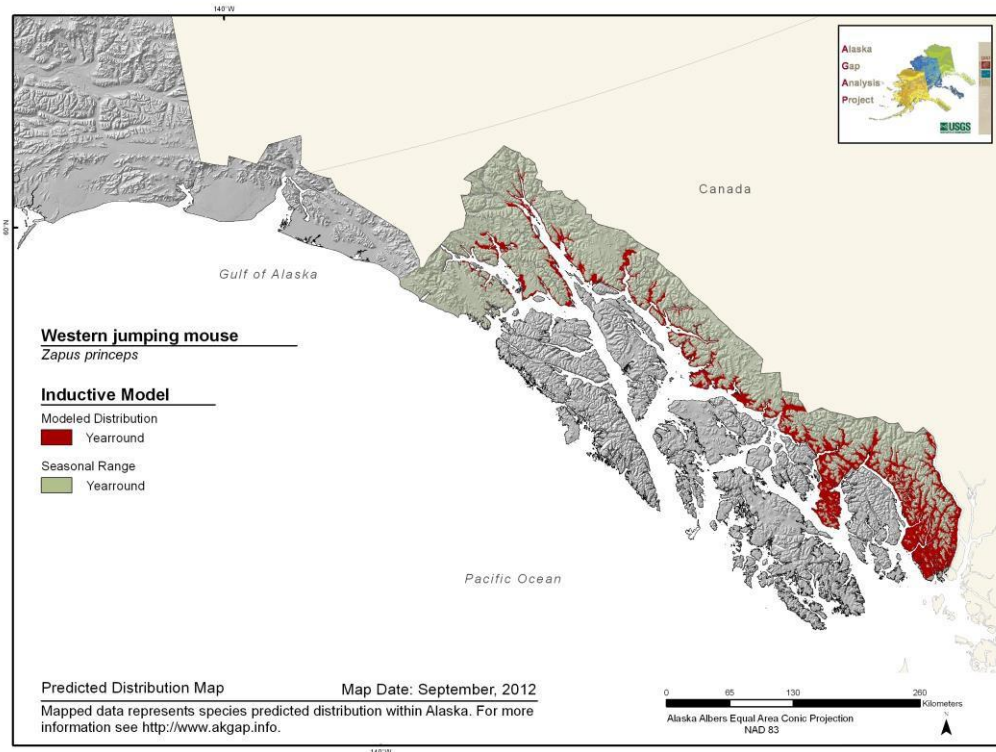 140°W
Alaska
Gap
Analysis
Project
USGS
Canada
60°N
Gulf of Alaska
Western jumping mouse
Zapus princeps
Inductive Model
Modeled Distribution
Yearround
Seasonal Range
Yearround
Pacific Ocean
Predicted Distribution Map Map Date: September, 2012
Mapped data represents species predicted distribution within Alaska. For more
information see http://www.akgap.info.
0 65 130 260
Kilometers
Alaska Albers Equal Area Conic Projection
NAD 83
N
140°W